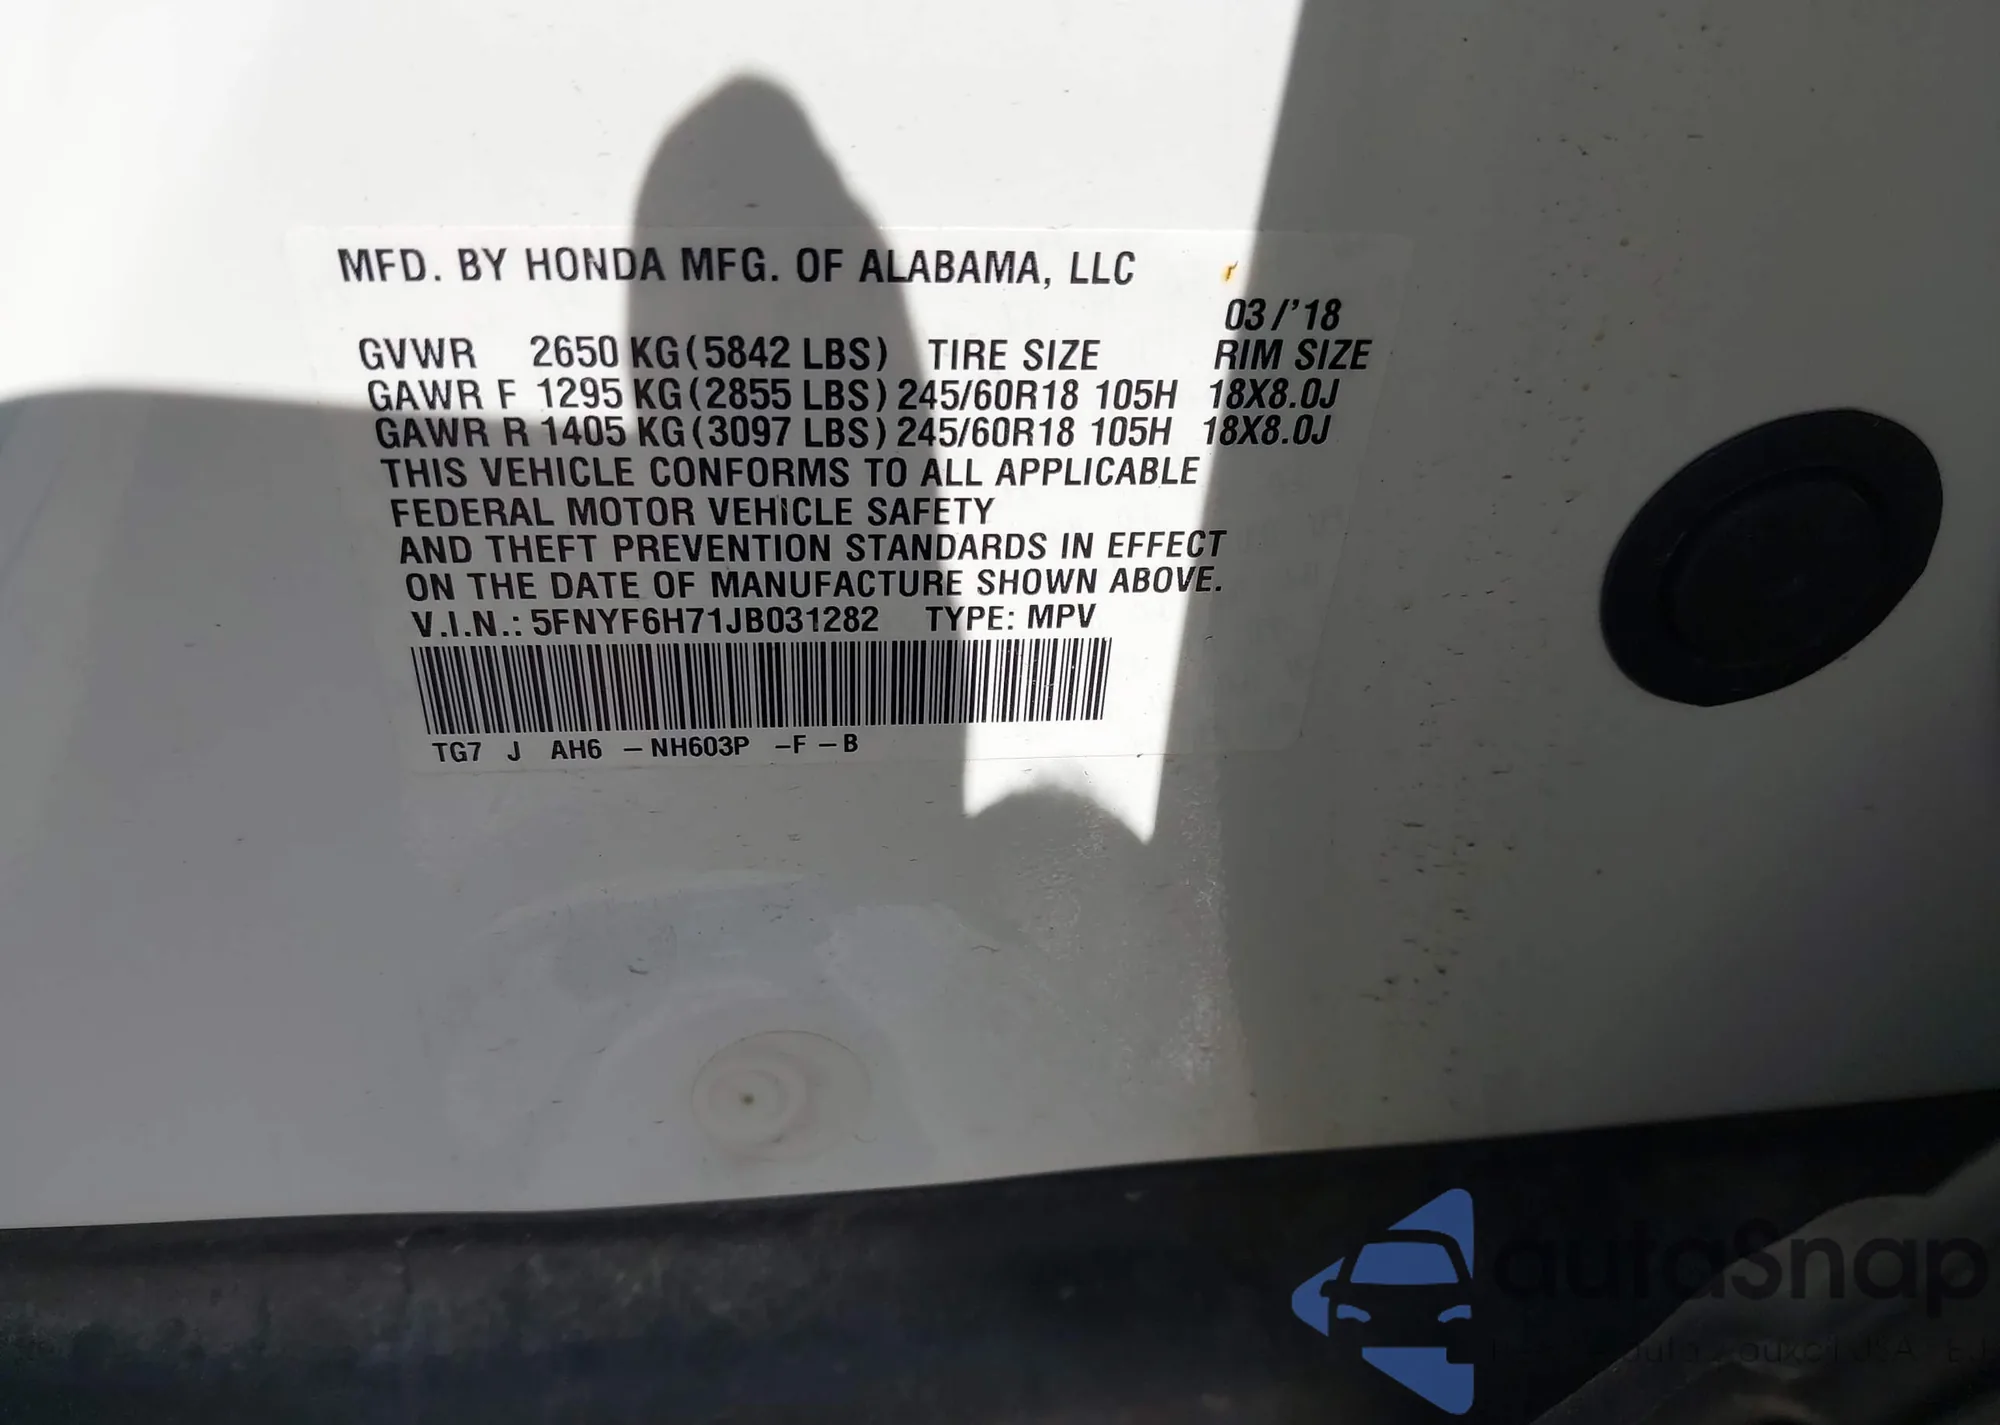 MFD. BY HONDA MFG. OF ALABAMA, LLC
03/'18
GVWR 2650 KG (5842 LBS) TIRE SIZE RIM SIZE
GAWR F 1295 KG (2855 LBS) 245/60R18 105H 18X8.0J
GAWR R 1405 KG (3097 LBS) 245/60R18 105H 18X8.0J
THIS VEHICLE CONFORMS TO ALL APPLICABLE
FEDERAL MOTOR VEHICLE SAFETY
AND THEFT PREVENTION STANDARDS IN EFFECT
ON THE DATE OF MANUFACTURE SHOWN ABOVE.
V.I.N.: 5FNYF6H71JB031282 TYPE: MPV
TG7 J AH6 -NH603P -F-B
autaSnap